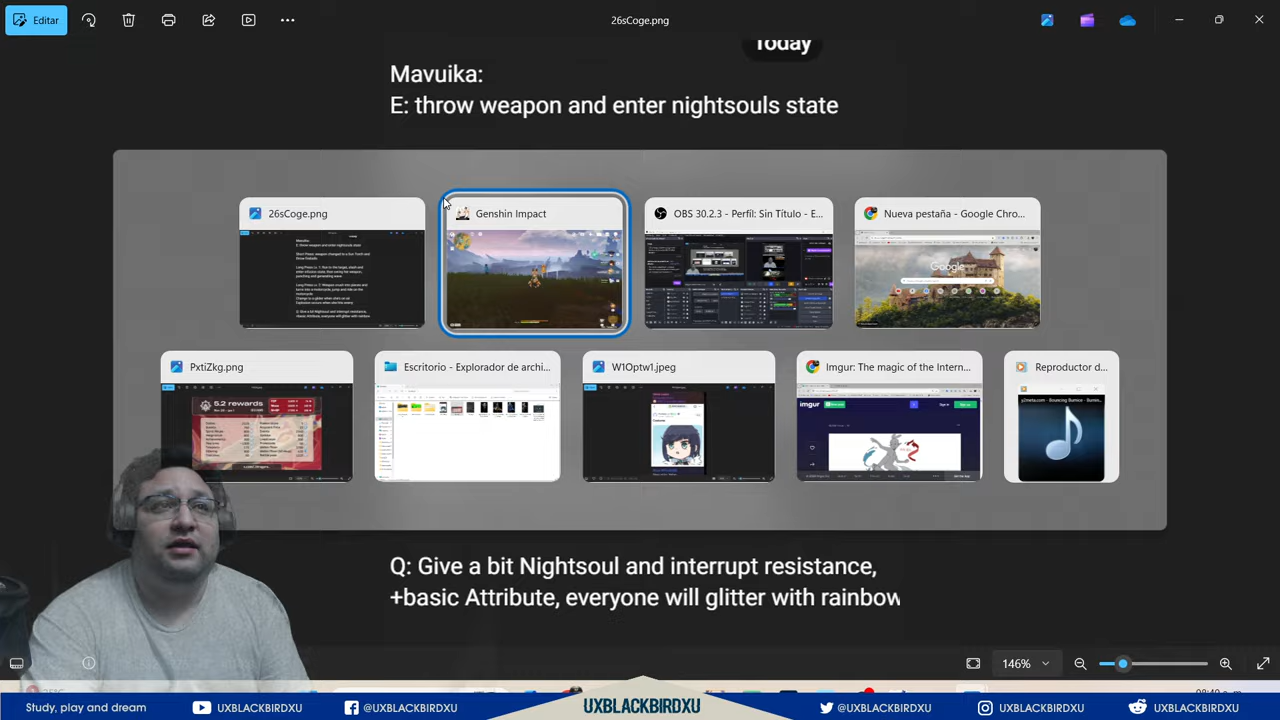 Editar
26sCoge.png
Today
Mavuika:
E: throw weapon and enter nightsouls state
26sCoge.png
Genshin Impact
OBS 30.2.3 - Perfil: Sin Título - E...
Nueva pestaña - Google Chro...
Google
PxtiZkg.png
Escritorio - Explorador de archi...
W1Optw1.jpeg
Imgur: The magic of the Intern...
Reproductor d...
5.2 rewards
imgur
Q: Give a bit Nightsoul and interrupt resistance,
+basic Attribute, everyone will glitter with rainbow
146%
Study, play and dream
UXBLACKBIRDXU
@UXBLACKBIRDXU
UXBLACKBIRDXU
@UXBLACKBIRDXU
UXBLACKBIRDXU
UXBLACKBIRDXU